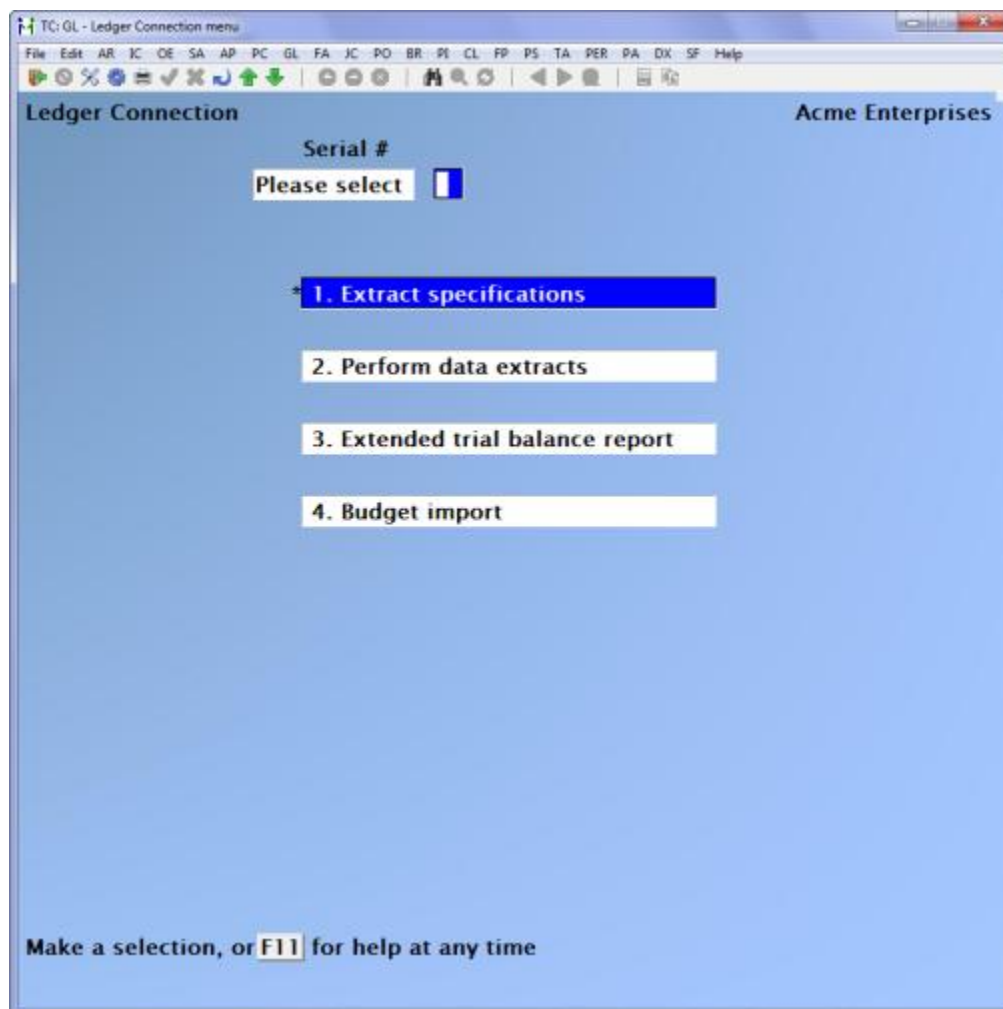 TC: GL - Ledger Connection menu
File Edit AR IC OE SA AP PC GL FA JC PO BR PI CL FP PS TA PER PA DX SF Help
Ledger Connection Acme Enterprises
Serial #
Please select
* 1. Extract specifications
2. Perform data extracts
3. Extended trial balance report
4. Budget import
Make a selection, or F11 for help at any time